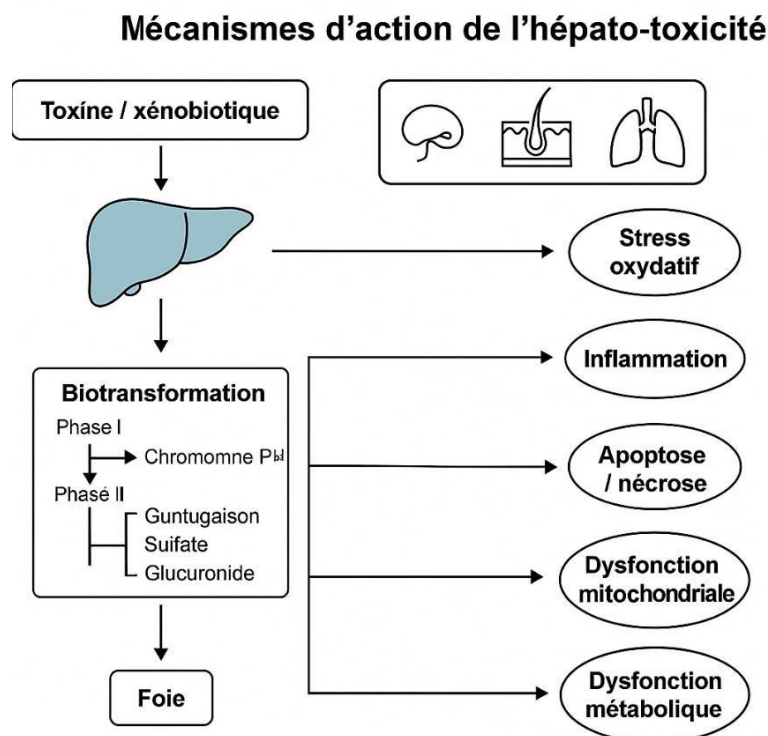 Mécanismes d’action de l’hépato-toxicité
Toxíne / xénobiotique
Stress
oxydatif
Inflammation
Biotransformation
Phase I
Chromomne P
Phasé II
Guntugaison
Suifate
Glucuronide
Apoptose
/ nécrose
Dysfonction
mitochondriale
Foie
Dysfonction
métabolique